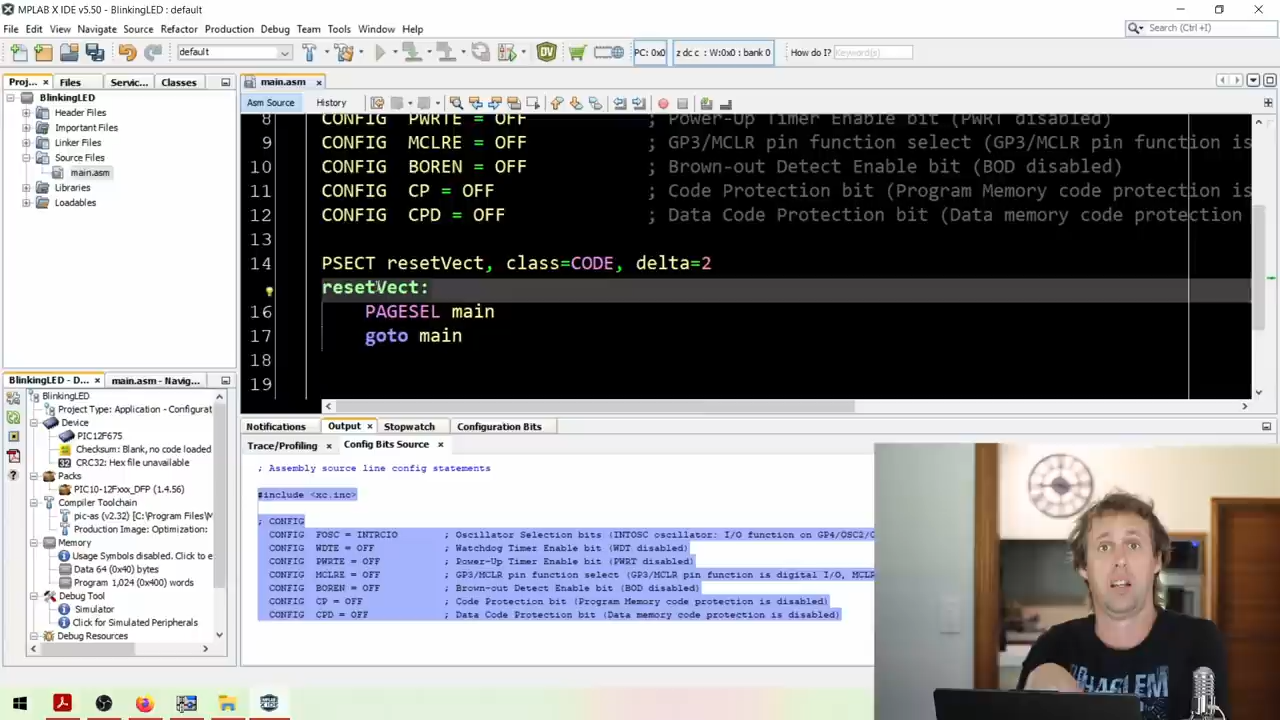 MPLAB X IDE v5.50 - BlinkingLED : default
File Edit View Navigate Source Refactor Production Debug Team Tools Window Help
Search (Ctrl+I)
default
PC: 0x0
z dc c : W:0x0 : bank 0
How do I? Keyword(s)
Proj... Files Servic... Classes
main.asm
BlinkingLED
Header Files
Important Files
Linker Files
Source Files
main.asm
Libraries
Loadables
Asm Source History
8 CONFIG PWRTE = OFF ; Power-Up Timer Enable bit (PWRT disabled)
9 CONFIG MCLRE = OFF ; GP3/MCLR pin function select (GP3/MCLR pin function is
10 CONFIG BOREN = OFF ; Brown-out Detect Enable bit (BOD disabled)
11 CONFIG CP = OFF ; Code Protection bit (Program Memory code protection is
12 CONFIG CPD = OFF ; Data Code Protection bit (Data memory code protection
13
14 PSECT resetVect, class=CODE, delta=2
resetVect:
16 PAGESEL main
17 goto main
18
19
BlinkingLED - D... main.asm - Navig...
BlinkingLED
Project Type: Application - Configurat
Device
PIC12F675
Checksum: Blank, no code loaded
CRC32: Hex file unavailable
Packs
PIC10-12Fxxx_DFP (1.4.56)
Compiler Toolchain
pic-as (v2.32) [C:\Program Files\M
Production Image: Optimization:
Memory
Usage Symbols disabled. Click to e
Data 64 (0x40) bytes
Program 1,024 (0x400) words
Debug Tool
Simulator
Click for Simulated Peripherals
Debug Resources
Notifications Output Stopwatch Configuration Bits
Trace/Profiling Config Bits Source
; Assembly source line config statements
#include <xc.inc>
; CONFIG
CONFIG FOSC = INTRCIO ; Oscillator Selection bits (INTOSC oscillator: I/O function on GP4/OSC2/C
CONFIG WDTE = OFF ; Watchdog Timer Enable bit (WDT disabled)
CONFIG PWRTE = OFF ; Power-Up Timer Enable bit (PWRT disabled)
CONFIG MCLRE = OFF ; GP3/MCLR pin function select (GP3/MCLR pin function is digital I/O, MCLR
CONFIG BOREN = OFF ; Brown-out Detect Enable bit (BOD disabled)
CONFIG CP = OFF ; Code Protection bit (Program Memory code protection is disabled)
CONFIG CPD = OFF ; Data Code Protection bit (Data memory code protection is disabled)